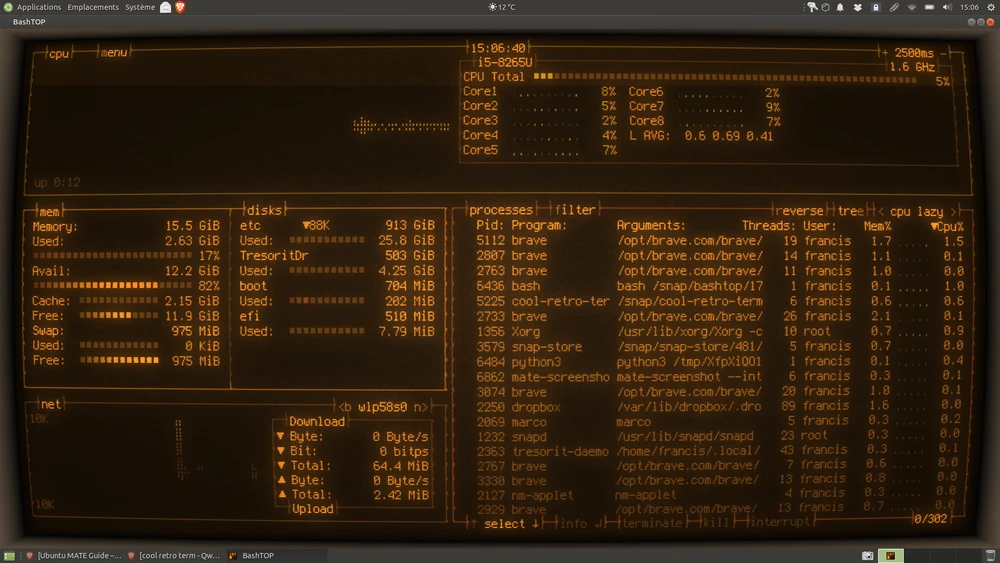 Applications Emplacements Système 12 °C 15:06
BashTOP
cpu menu 15:06:40 + 2500ms -
i5-8265U 1.6 GHz
CPU Total 5%
Core1 8% Core6 2%
Core2 5% Core7 9%
Core3 2% Core8 7%
Core4 4% L AVG: 0.6 0.69 0.41
Core5 7%
up 0:12
mem
Memory: 15.5 GiB
Used: 2.63 GiB
17%
Avail: 12.2 GiB
82%
Cache: 2.15 GiB
Free: 11.9 GiB
Swap: 975 MiB
Used: 0 KiB
Free: 975 MiB
disks
etc ▼88K 913 GiB
Used: 25.8 GiB
TresoritDr 503 GiB
Used: 4.25 GiB
boot 704 MiB
Used: 202 MiB
efi 510 MiB
Used: 7.79 MiB
net <b wlp58s0 n>
10K
Download
▼ Byte: 0 Byte/s
▼ Bit: 0 bitps
▼ Total: 64.4 MiB
▲ Byte: 0 Byte/s
▲ Total: 2.42 MiB
Upload
10K
processes filter reverse tree < cpu lazy >
Pid: Program: Arguments: Threads: User: Mem% ▼Cpu%
5112 brave /opt/brave.com/brave/ 19 francis 1.7 ..... 1.5
2807 brave /opt/brave.com/brave/ 14 francis 1.1 ..... 0.1
2763 brave /opt/brave.com/brave/ 11 francis 1.0 ..... 0.0
6436 bash bash /snap/bashtop/17 1 francis 0.1 ..... 1.0
5225 cool-retro-ter /snap/cool-retro-term 6 francis 0.6 ..... 0.6
2733 brave /opt/brave.com/brave/ 26 francis 2.1 ..... 0.1
1356 Xorg /usr/lib/xorg/Xorg -c 10 root 0.7 ..... 0.9
3579 snap-store /snap/snap-store/481/ 5 francis 0.7 ..... 0.0
6484 python3 python3 /tmp/XfpXiQO1 1 francis 0.1 ..... 0.4
6862 mate-screensho mate-screenshot --int 6 francis 0.3 ..... 0.1
3074 brave /opt/brave.com/brave/ 20 francis 1.0 ..... 0.1
2250 dropbox /var/lib/dropbox/.dro 89 francis 1.6 ..... 0.0
2069 marco marco 5 francis 0.3 ..... 0.2
1232 snapd /usr/lib/snapd/snapd 23 root 0.3 ..... 0.0
2363 tresorit-daemo /home/francis/.local/ 43 francis 0.3 ..... 0.1
2767 brave /opt/brave.com/brave/ 7 francis 0.6 ..... 0.0
3330 brave /opt/brave.com/brave/ 13 francis 0.8 ..... 0.0
2127 nm-applet nm-applet 4 francis 0.3 ..... 0.0
2929 brave /opt/brave.com/brave/ 13 francis 0.7 ..... 0.0
↑ select ↓ info ↲ terminate kill interrupt 0/302
[Ubuntu MATE Guide –... [cool retro term - Qw... BashTOP